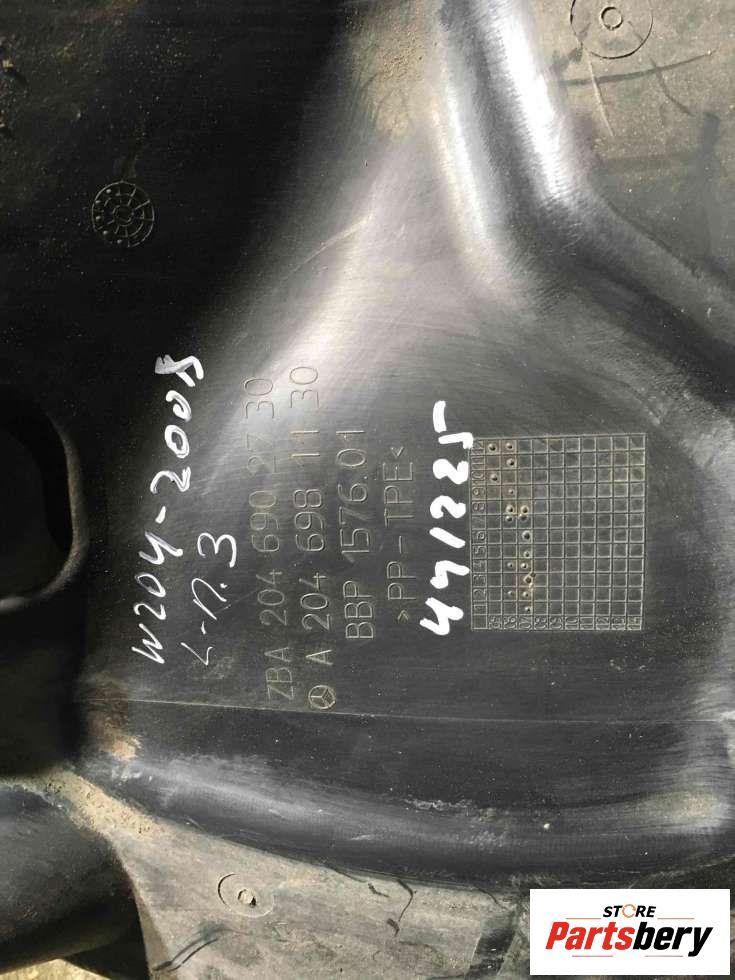 W204-2008
L-П.3
ZBA 204 690 27 30
A 204 698 11 30
BBP 1576.01
>PP-TPE<
441225
STORE
Partsbery